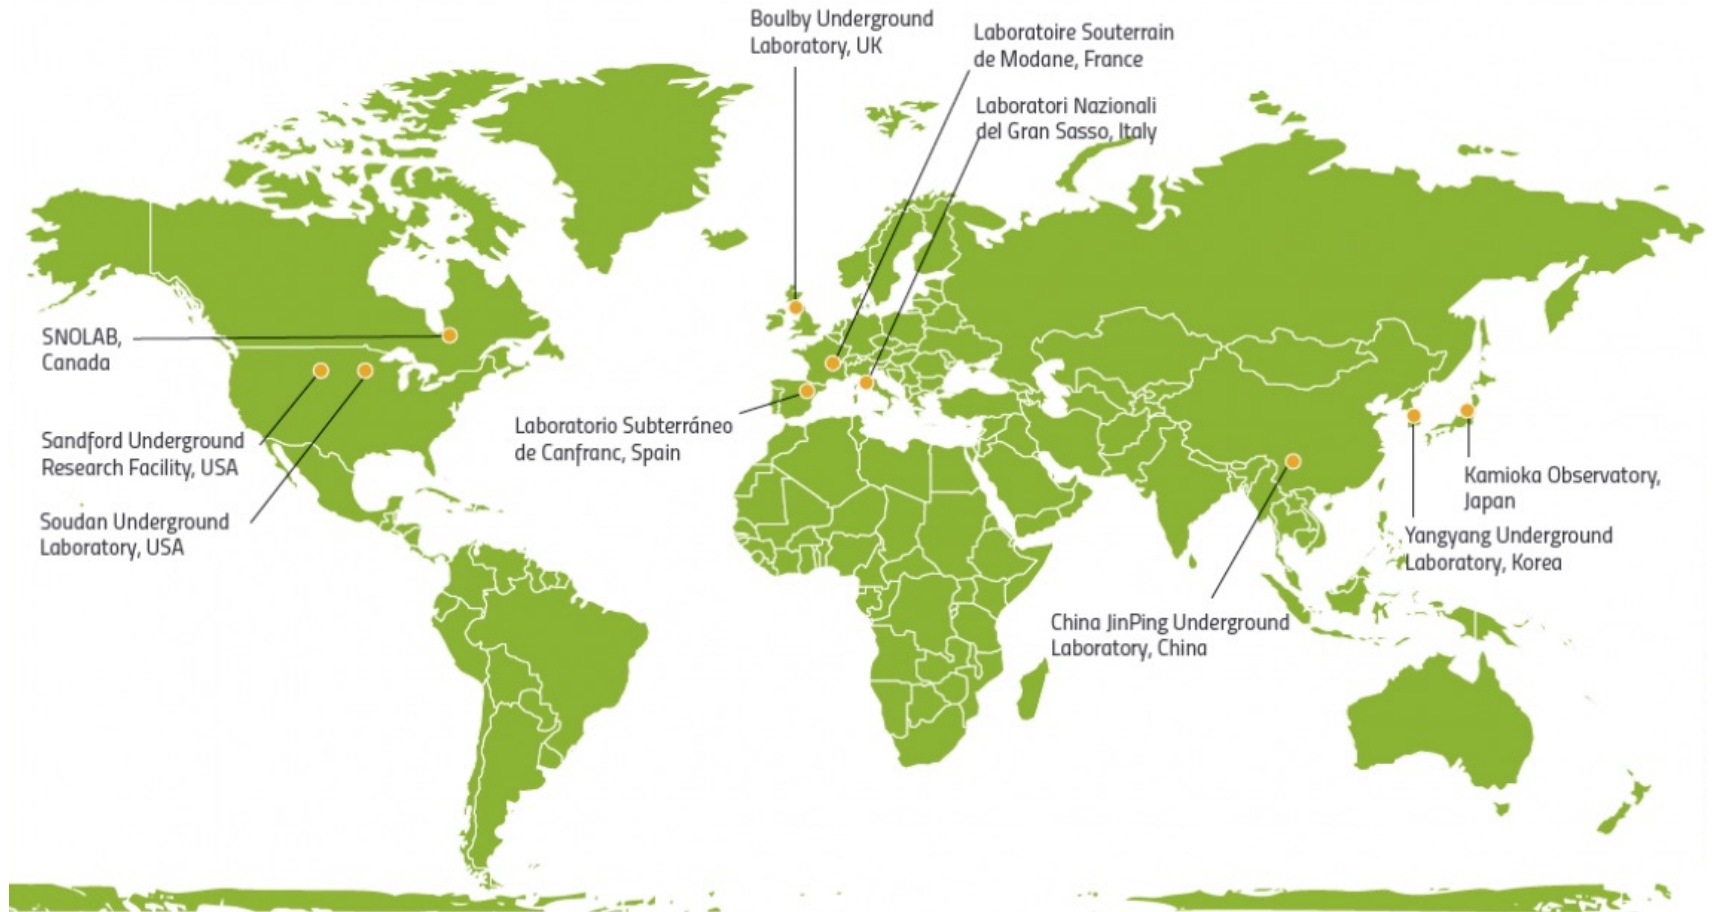 Boulby Underground
Laboratory, UK
Laboratoire Souterrain
de Modane, France
Laboratori Nazionali
del Gran Sasso, Italy
SNOLAB,
Canada
Sandford Underground
Research Facility, USA
Soudan Underground
Laboratory, USA
Laboratorio Subterráneo
de Canfranc, Spain
Kamioka Observatory,
Japan
Yangyang Underground
Laboratory, Korea
China JinPing Underground
Laboratory, China